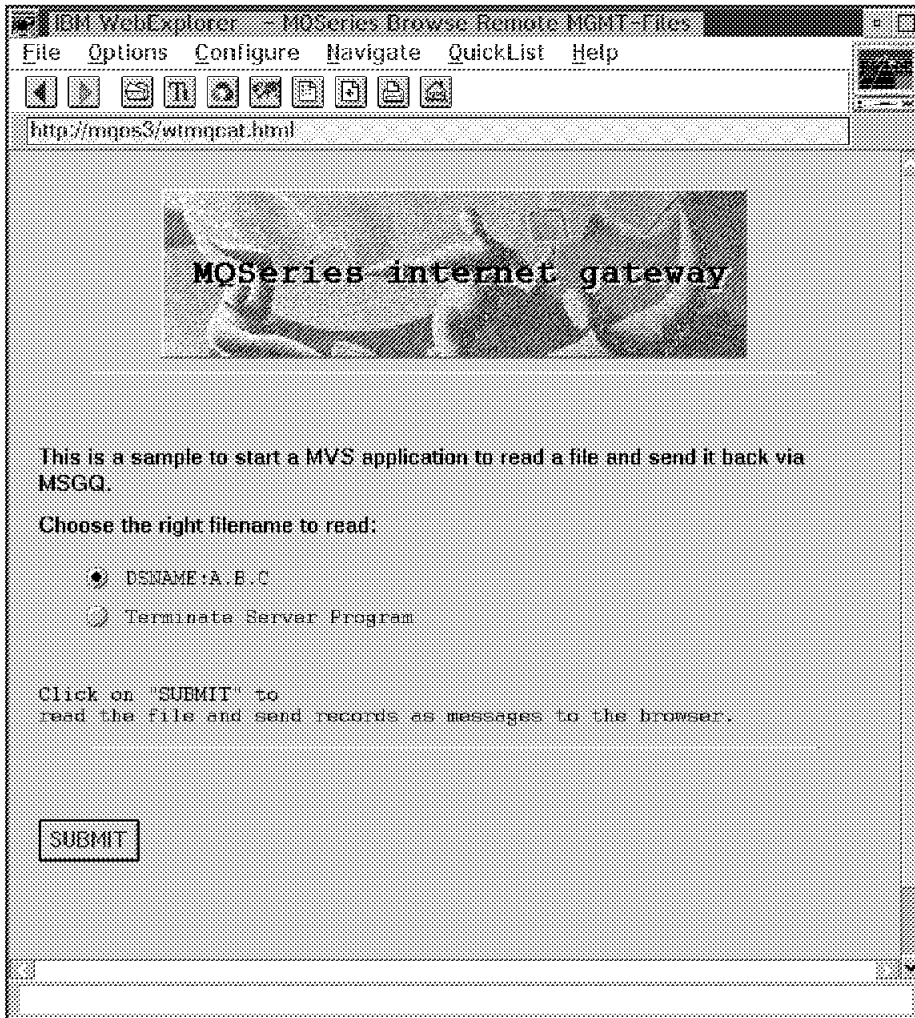 IBM WebExplorer - MQSeries Browse Remote MGMT-Files
File Options Configure Navigate QuickList Help
http://mqos3/wtmqcat.html
MQSeries internet gateway
This is a sample to start a MVS application to read a file and send it back via
MSGQ.
Choose the right filename to read:
DSNAME:A.B.C
Terminate Server Program
Click on "SUBMIT" to
read the file and send records as messages to the browser.
SUBMIT